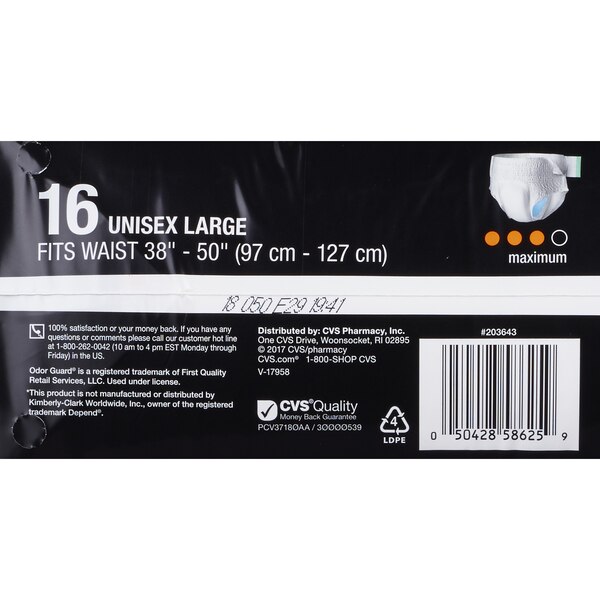 16 UNISEX LARGE
FITS WAIST 38" - 50" (97 cm - 127 cm)
maximum
18 050 E29 19:41
100% satisfaction or your money back. If you have any
questions or comments please call our customer hot line
at 1-800-262-0042 (10 am to 4 pm EST Monday through
Friday) in the US.
Odor Guard® is a registered trademark of First Quality
Retail Services, LLC. Used under license.
*This product is not manufactured or distributed by
Kimberly-Clark Worldwide, Inc., owner of the registered
trademark Depend®.
Distributed by: CVS Pharmacy, Inc.
One CVS Drive, Woonsocket, RI 02895
© 2017 CVS/pharmacy
CVS.com® 1-800-SHOP CVS
V-17958
CVS Quality
Money Back Guarantee
PCV37180AA / 30000539
4
LDPE
#203643
0 50428 58625 9